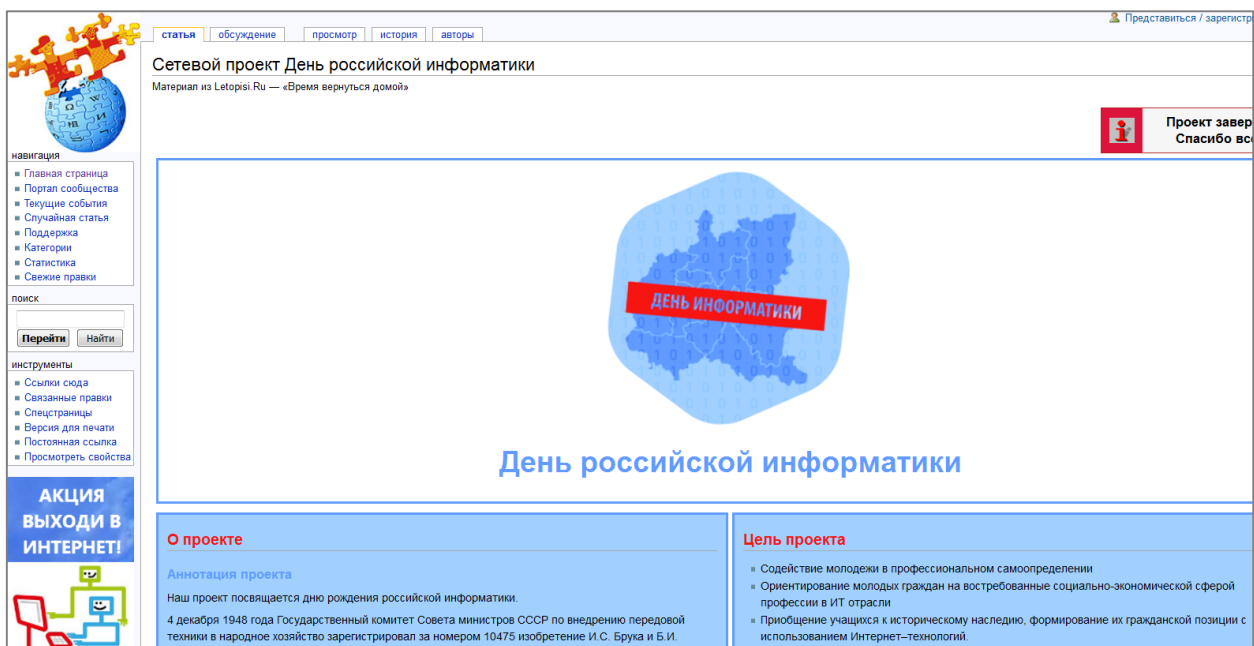 Представиться / зарегистр
статья обсуждение просмотр история авторы
Сетевой проект День российской информатики
Материал из Letopisi.Ru — «Время вернуться домой»
Проект завер
Спасибо всe
навигация
Главная страница
Портал сообщества
Текущие события
Случайная статья
Поддержка
Категории
Статистика
Свежие правки
поиск
Перейти Найти
инструменты
Ссылки сюда
Связанные правки
Спецстраницы
Версия для печати
Постоянная ссылка
Просмотреть свойства
АКЦИЯ
ВЫХОДИ В
ИНТЕРНЕТ!
ДЕНЬ ИНФОРМАТИКИ
День российской информатики
О проекте
Аннотация проекта
Наш проект посвящается дню рождения российской информатики.
4 декабря 1948 года Государственный комитет Совета министров СССР по внедрению передовой
техники в народное хозяйство зарегистрировал за номером 10475 изобретение И.С. Брука и Б.И.
Цель проекта
Содействие молодежи в профессиональном самоопределении
Ориентирование молодых граждан на востребованные социально-экономической сферой
профессии в ИТ отрасли
Приобщение учащихся к историческому наследию, формирование их гражданской позиции с
использованием Интернет–технологий.